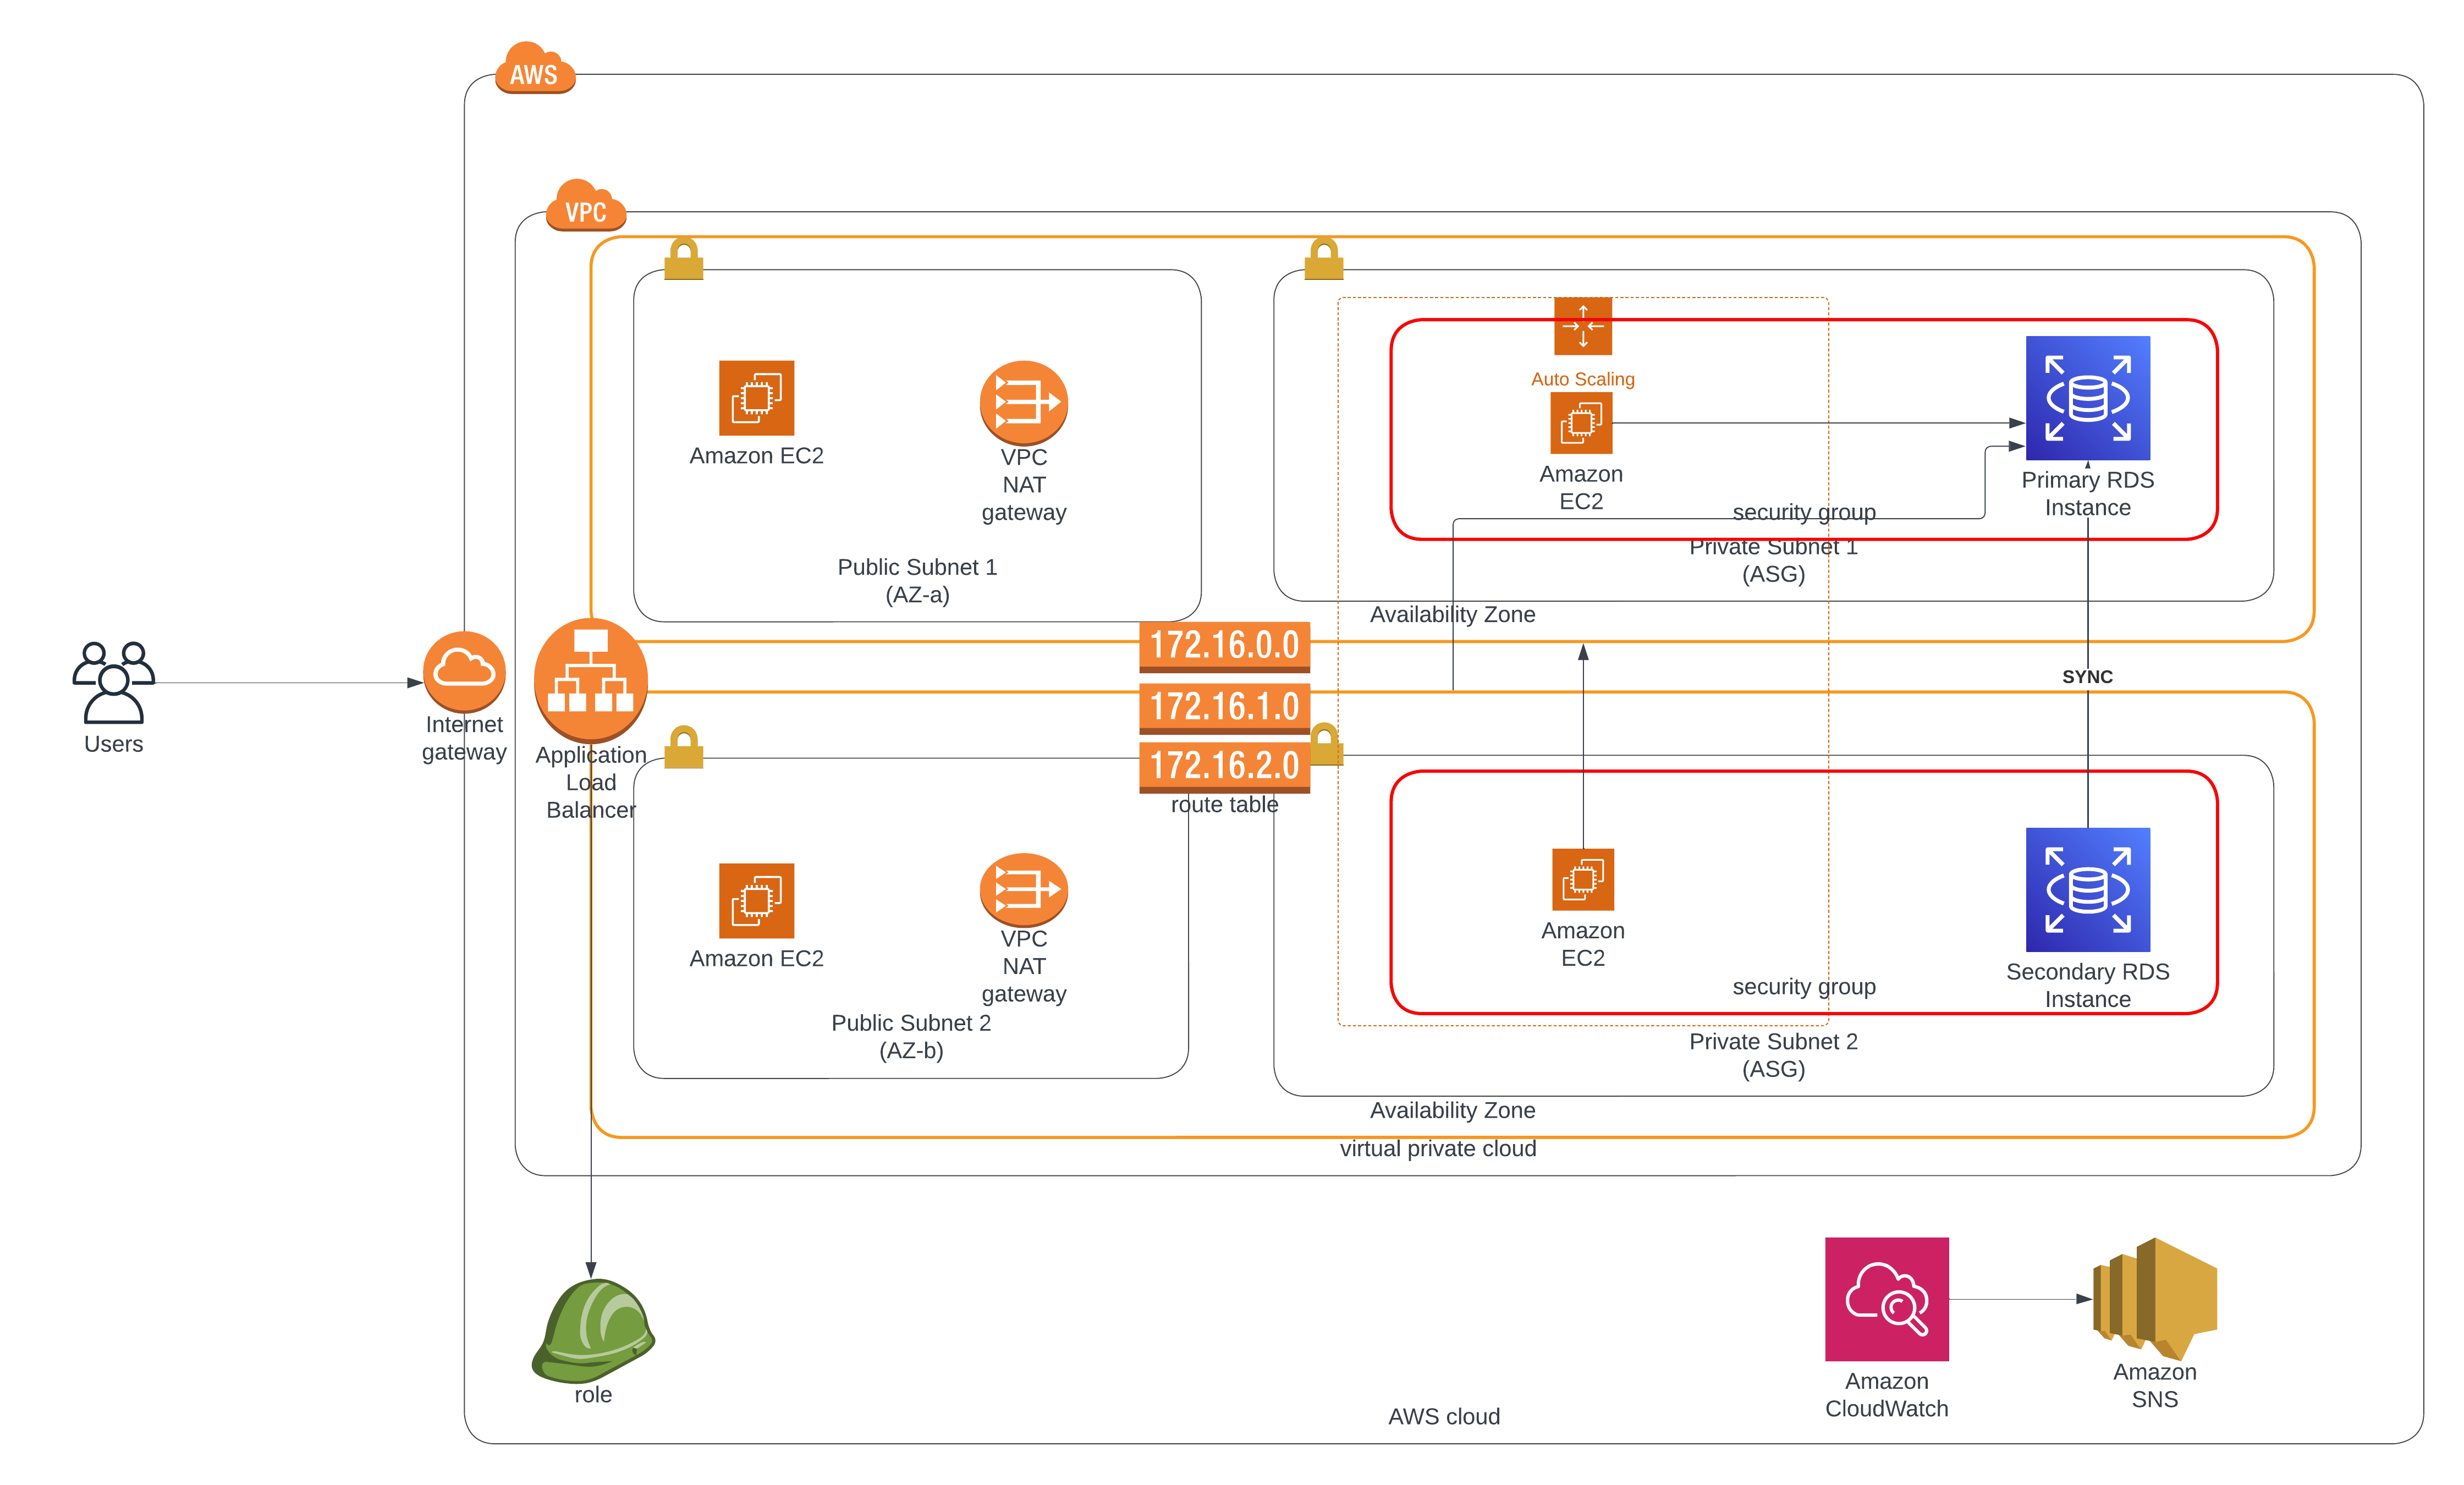 AWS
VPC
Auto Scaling
Amazon EC2
VPC
NAT
gateway
Amazon
EC2
Primary RDS
Instance
security group
Public Subnet 1
(AZ-a)
Private Subnet 1
(ASG)
Availability Zone
172.16.0.0
172.16.1.0
172.16.2.0
route table
SYNC
Users
Internet
gateway
Application
Load
Balancer
Amazon EC2
VPC
NAT
gateway
Amazon
EC2
Secondary RDS
Instance
security group
Public Subnet 2
(AZ-b)
Private Subnet 2
(ASG)
Availability Zone
virtual private cloud
role
Amazon
CloudWatch
Amazon
SNS
AWS cloud